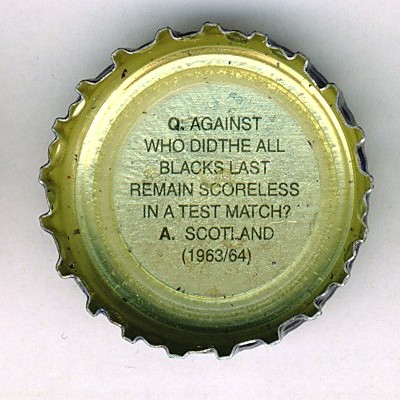 Q. AGAINST
WHO DIDTHE ALL
BLACKS LAST
REMAIN SCORELESS
IN A TEST MATCH?
A. SCOTLAND
(1963/64)